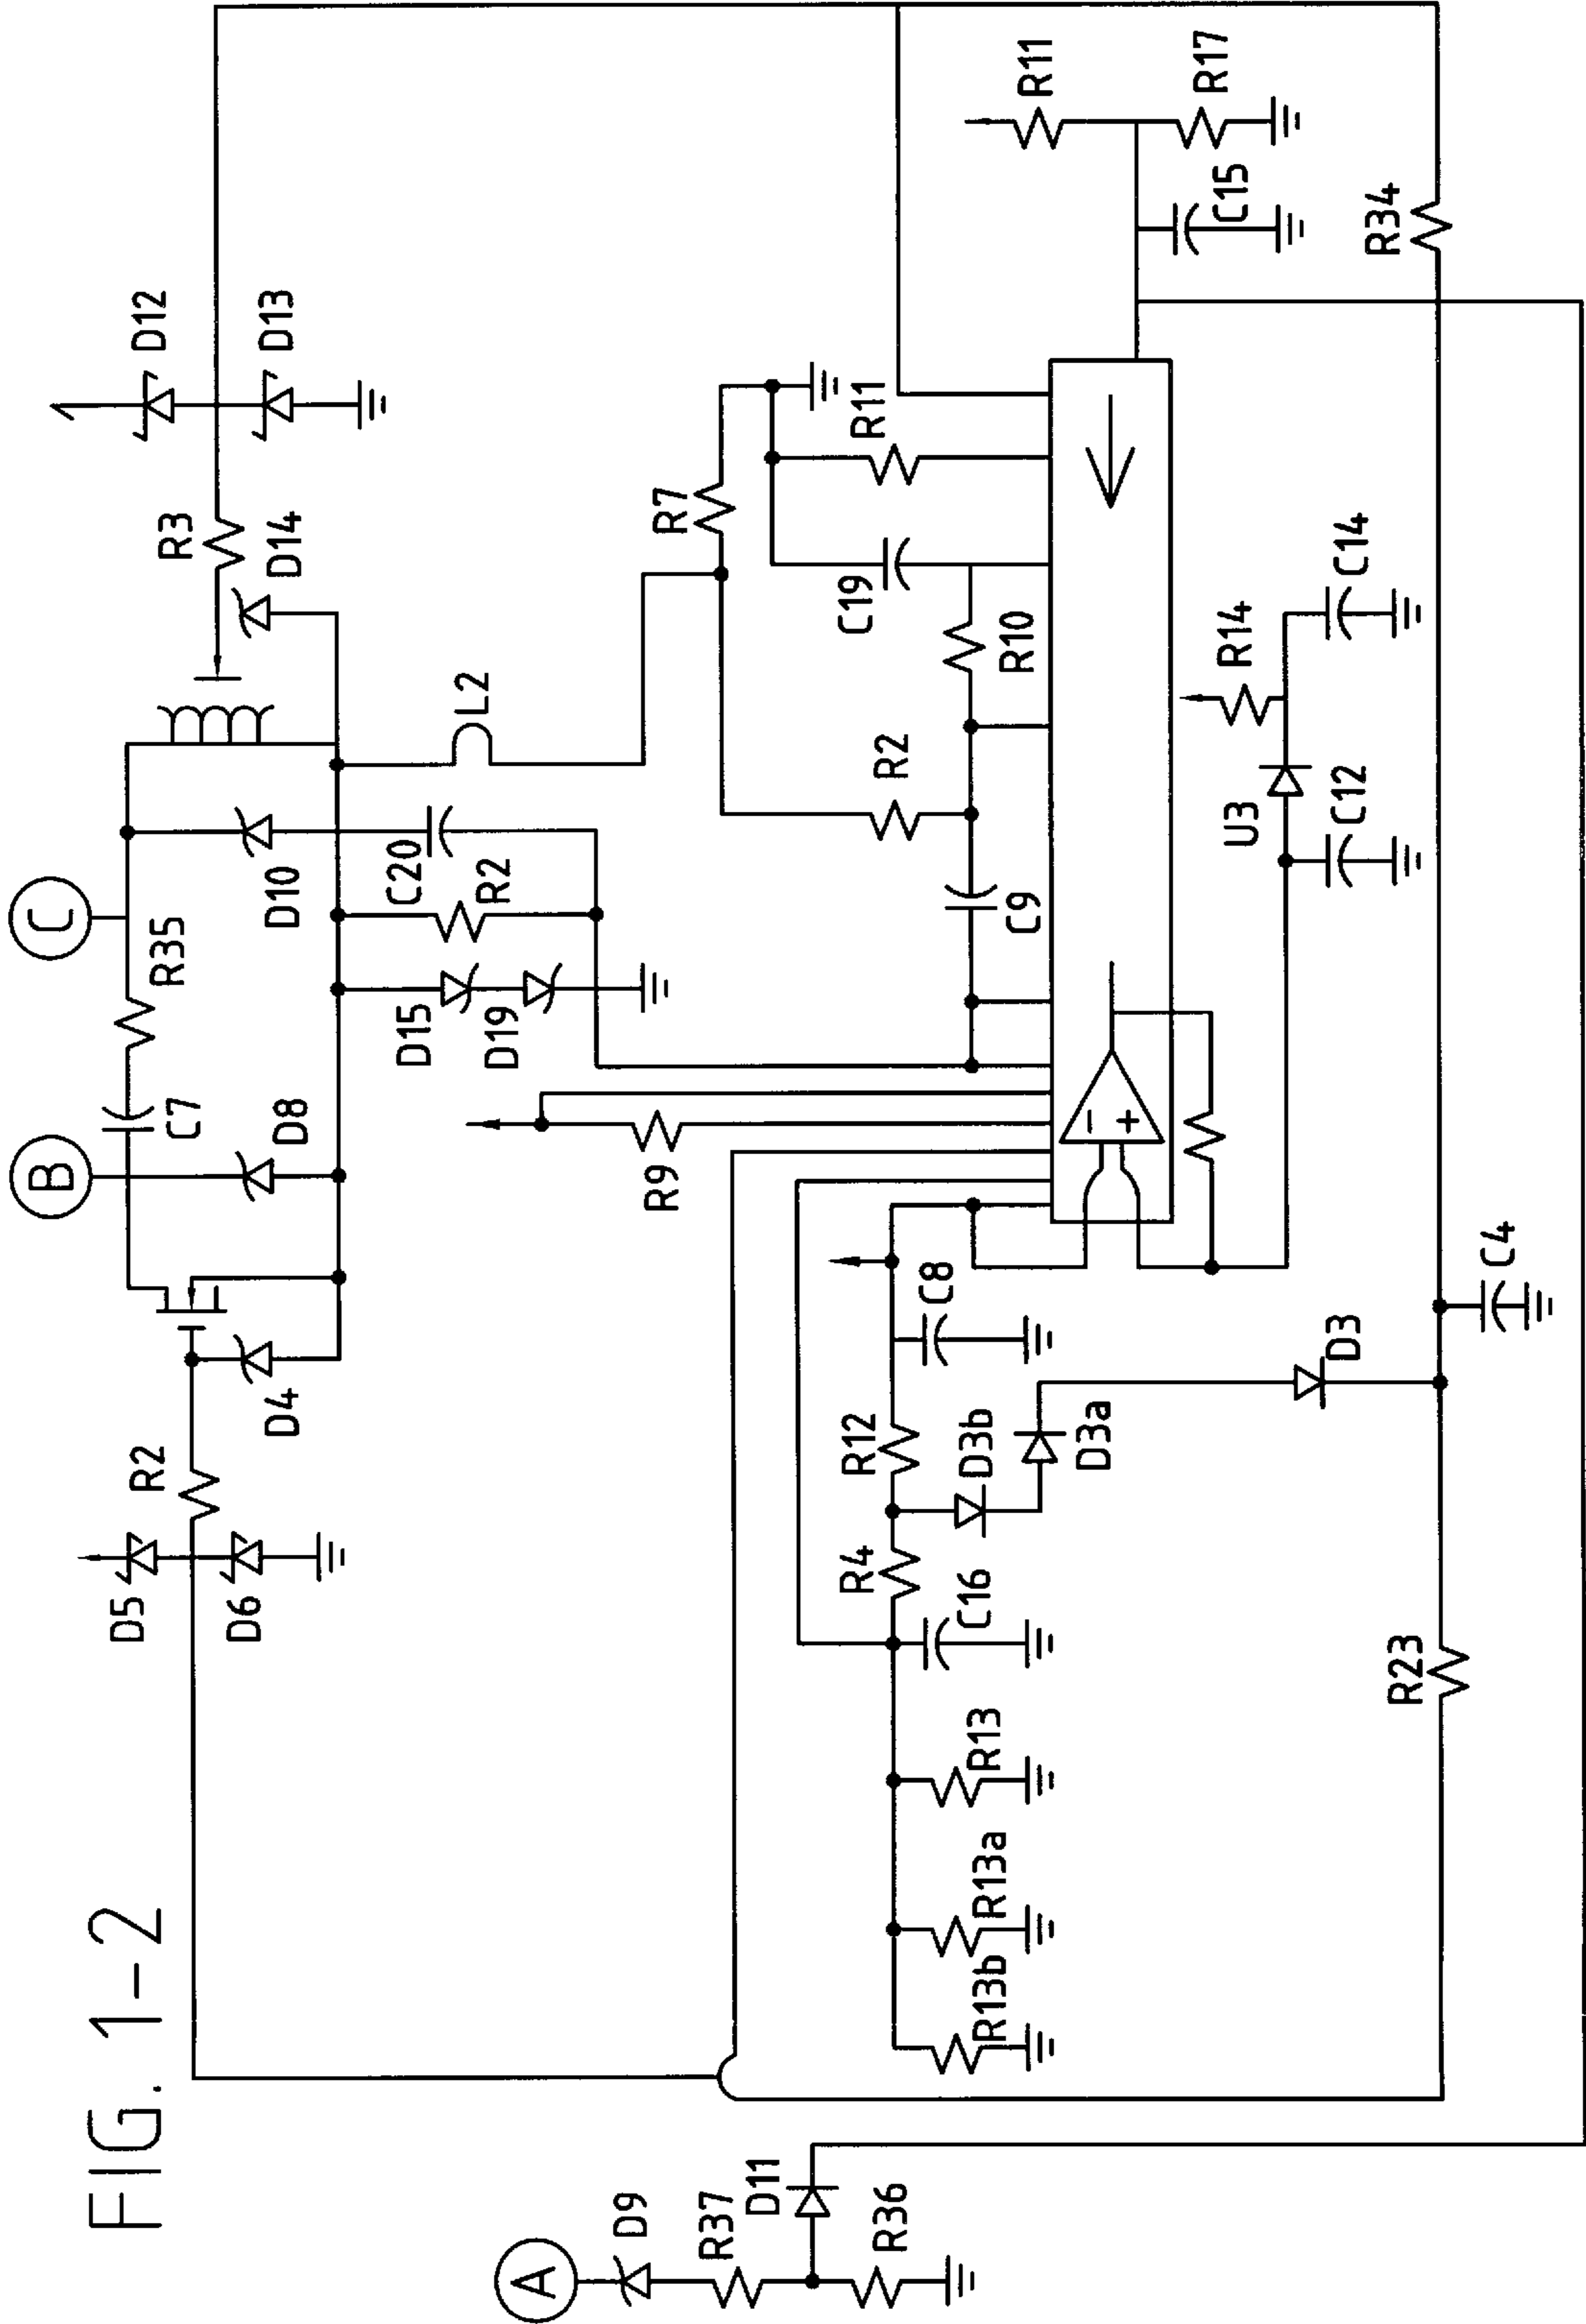 FIG. 1-2
A
D9
R37
D11
R36
D5
D6
R2
D4
B
D8
C7
R35
C
D10
C20
R2
D15
D19
L2
R3
D14
D12
D13
R7
R11
C19
R10
R2
C9
R9
R11
R17
C15
R34
R13b
R13a
R13
C16
R4
R12
D3b
D3a
C8
D3
-
+
U3
R14
C12
C14
R23
C4